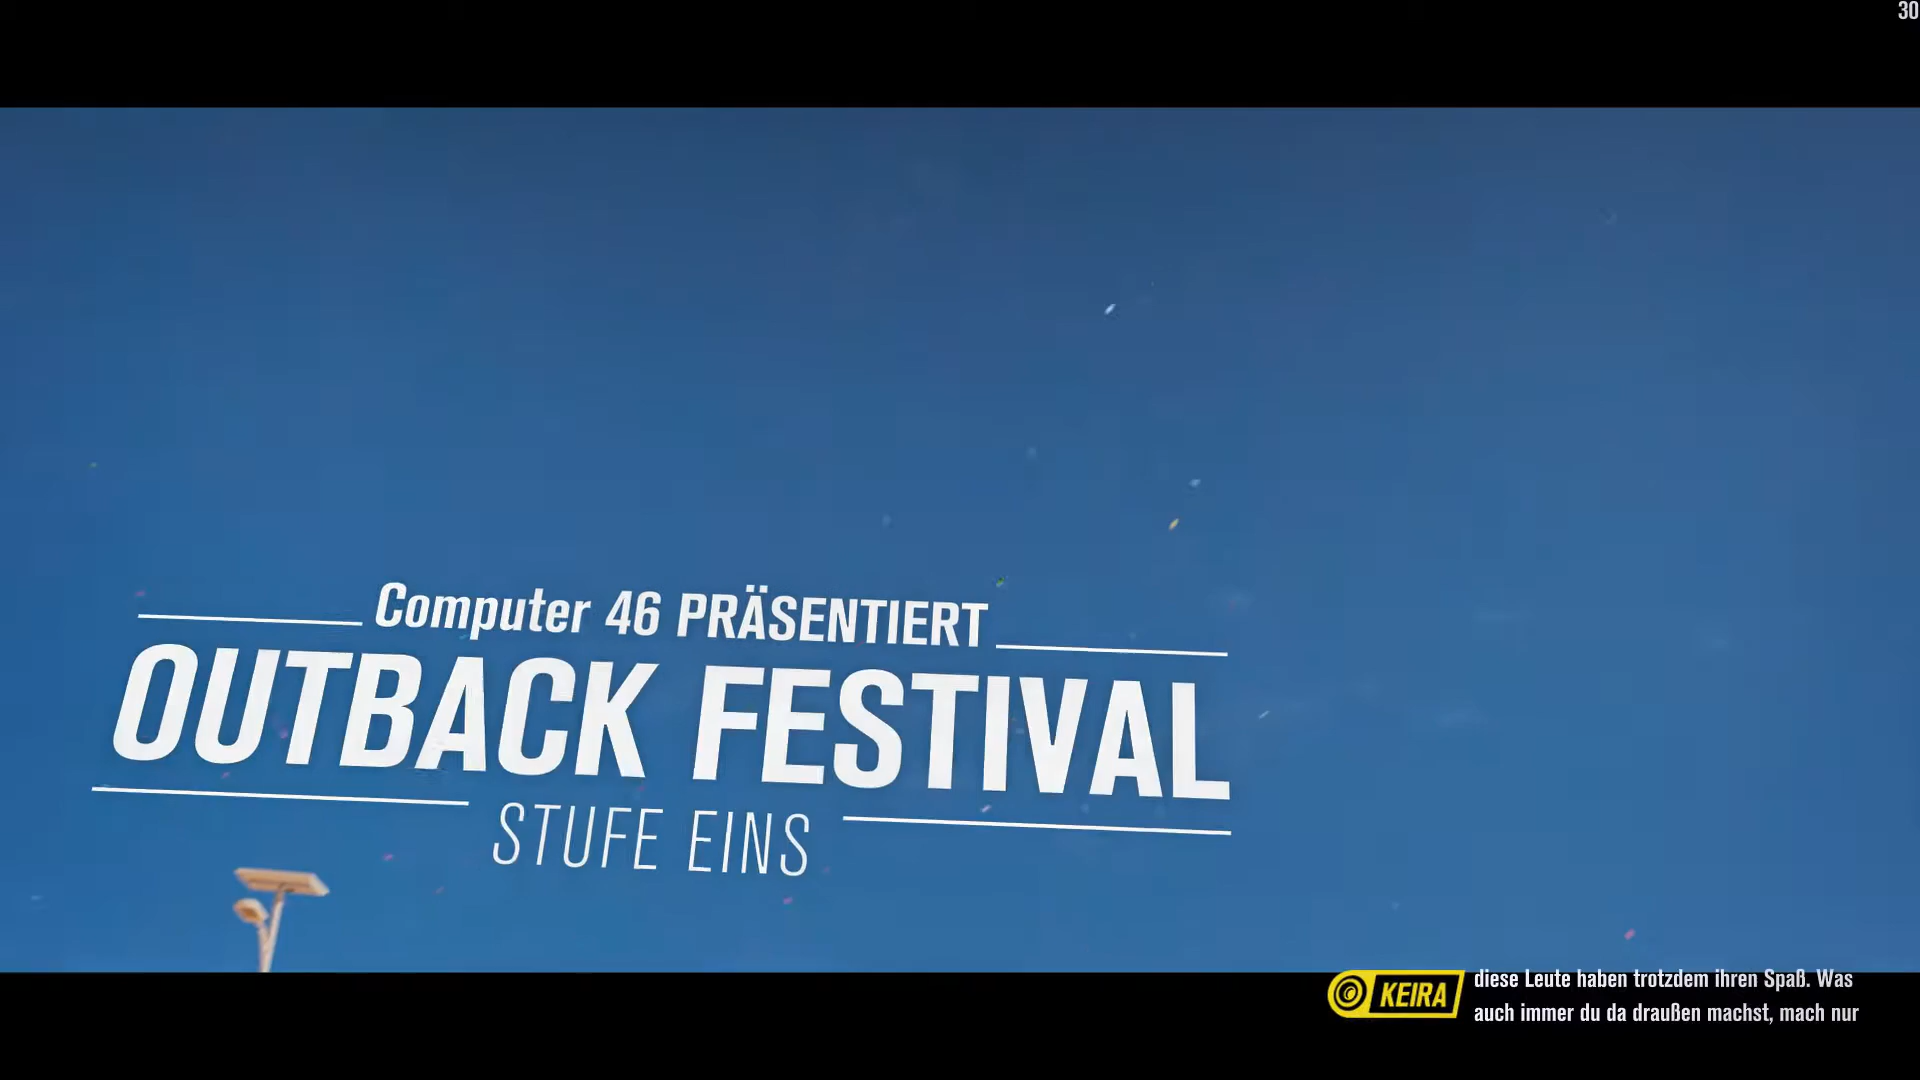 30
Computer 46 PRÄSENTIERT
OUTBACK FESTIVAL
STUFE EINS
KEIRA
diese Leute haben trotzdem ihren Spaß. Was
auch immer du da draußen machst, mach nur